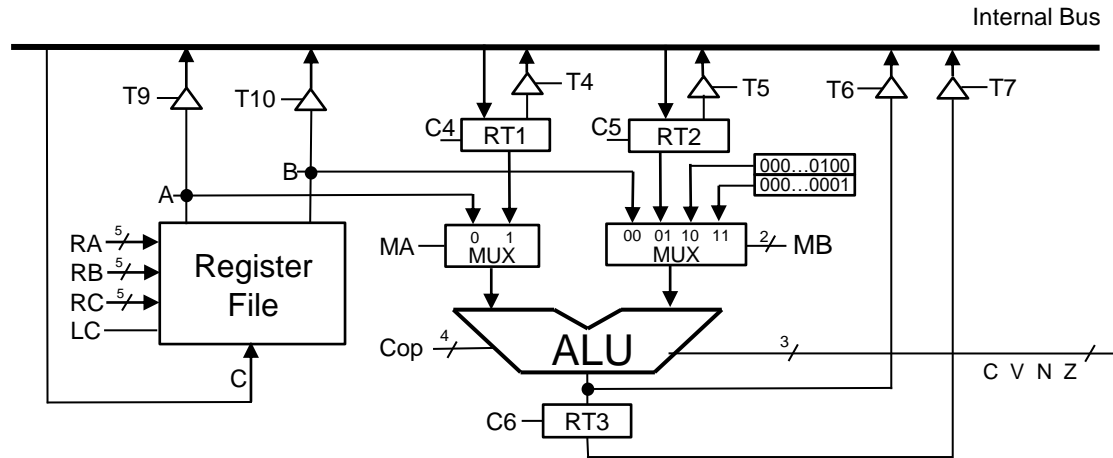 Internal Bus
T9
T10
T4
T5
T6
T7
C4
RT1
C5
RT2
000...0100
000...0001
B
A
RA
5
RB
5
RC
5
LC
Register
File
C
MA
0 1
MUX
00 01 10 11
MUX
2
MB
Cop
4
ALU
3
C V N Z
C6
RT3